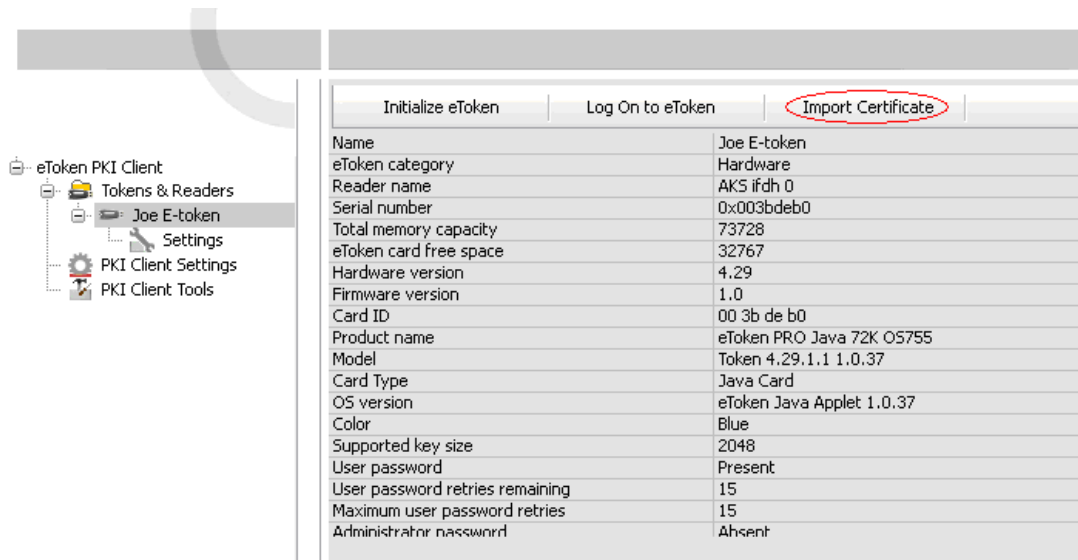 Initialize eToken Log On to eToken Import Certificate
eToken PKI Client
Tokens & Readers
Joe E-token
Settings
PKI Client Settings
PKI Client Tools
Name Joe E-token
eToken category Hardware
Reader name AKS ifdh 0
Serial number 0x003bdeb0
Total memory capacity 73728
eToken card free space 32767
Hardware version 4.29
Firmware version 1.0
Card ID 00 3b de b0
Product name eToken PRO Java 72K OS755
Model Token 4.29.1.1 1.0.37
Card Type Java Card
OS version eToken Java Applet 1.0.37
Color Blue
Supported key size 2048
User password Present
User password retries remaining 15
Maximum user password retries 15
Administrator password Absent